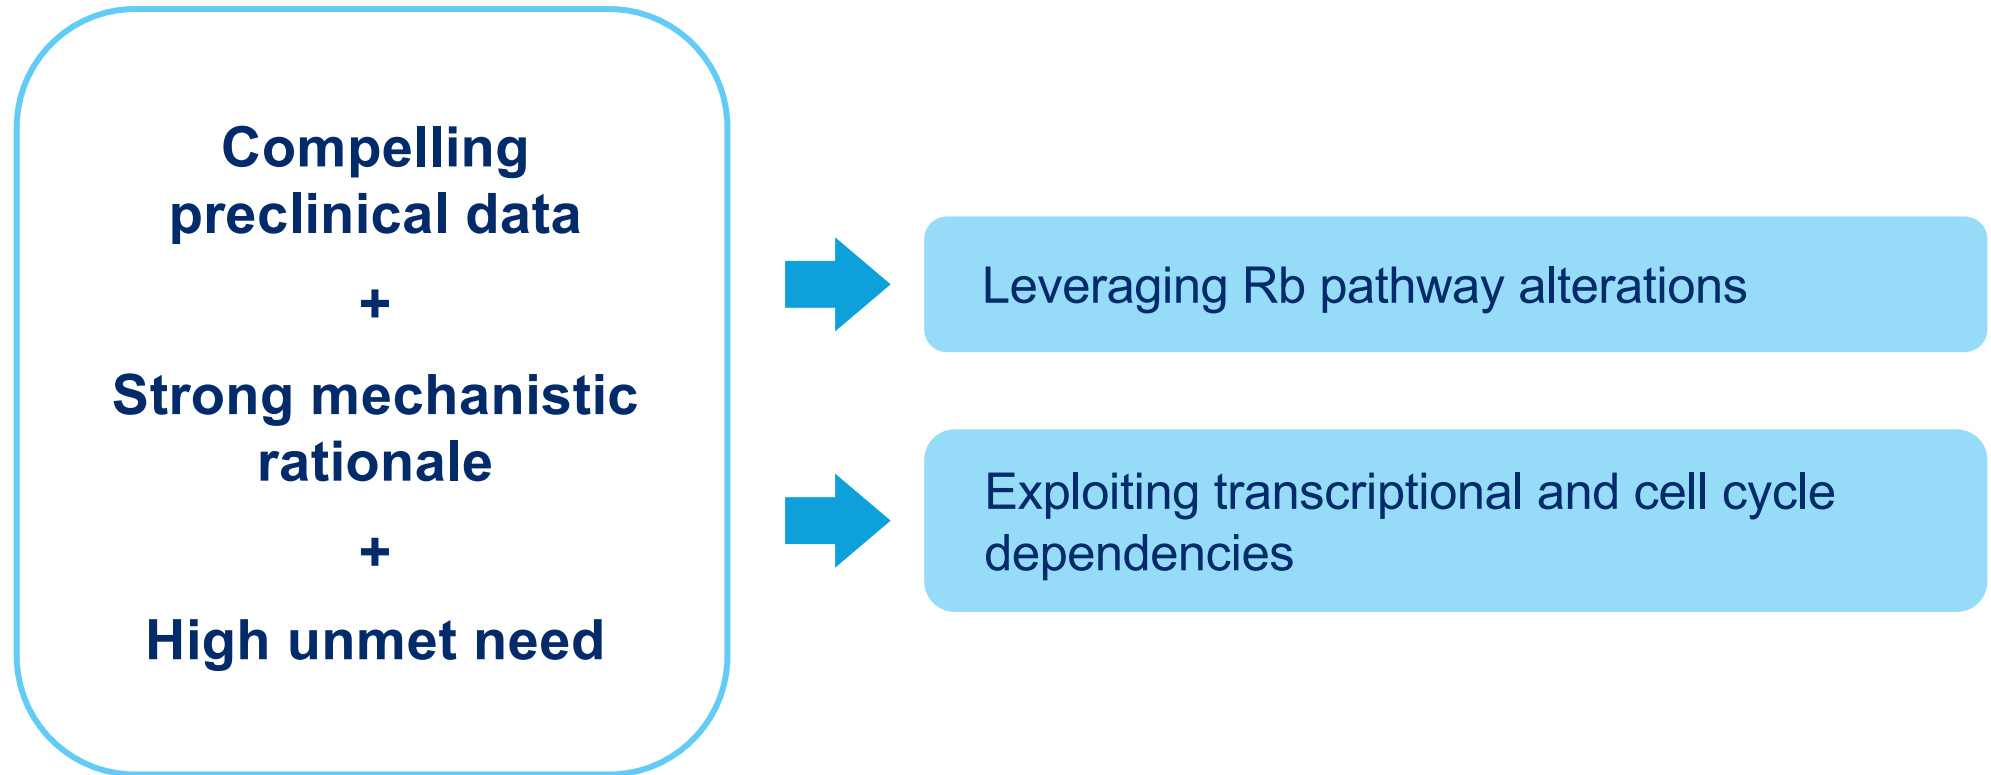 Compelling
preclinical data
+
Strong mechanistic
rationale
+
High unmet need
Leveraging Rb pathway alterations
Exploiting transcriptional and cell cycle
dependencies